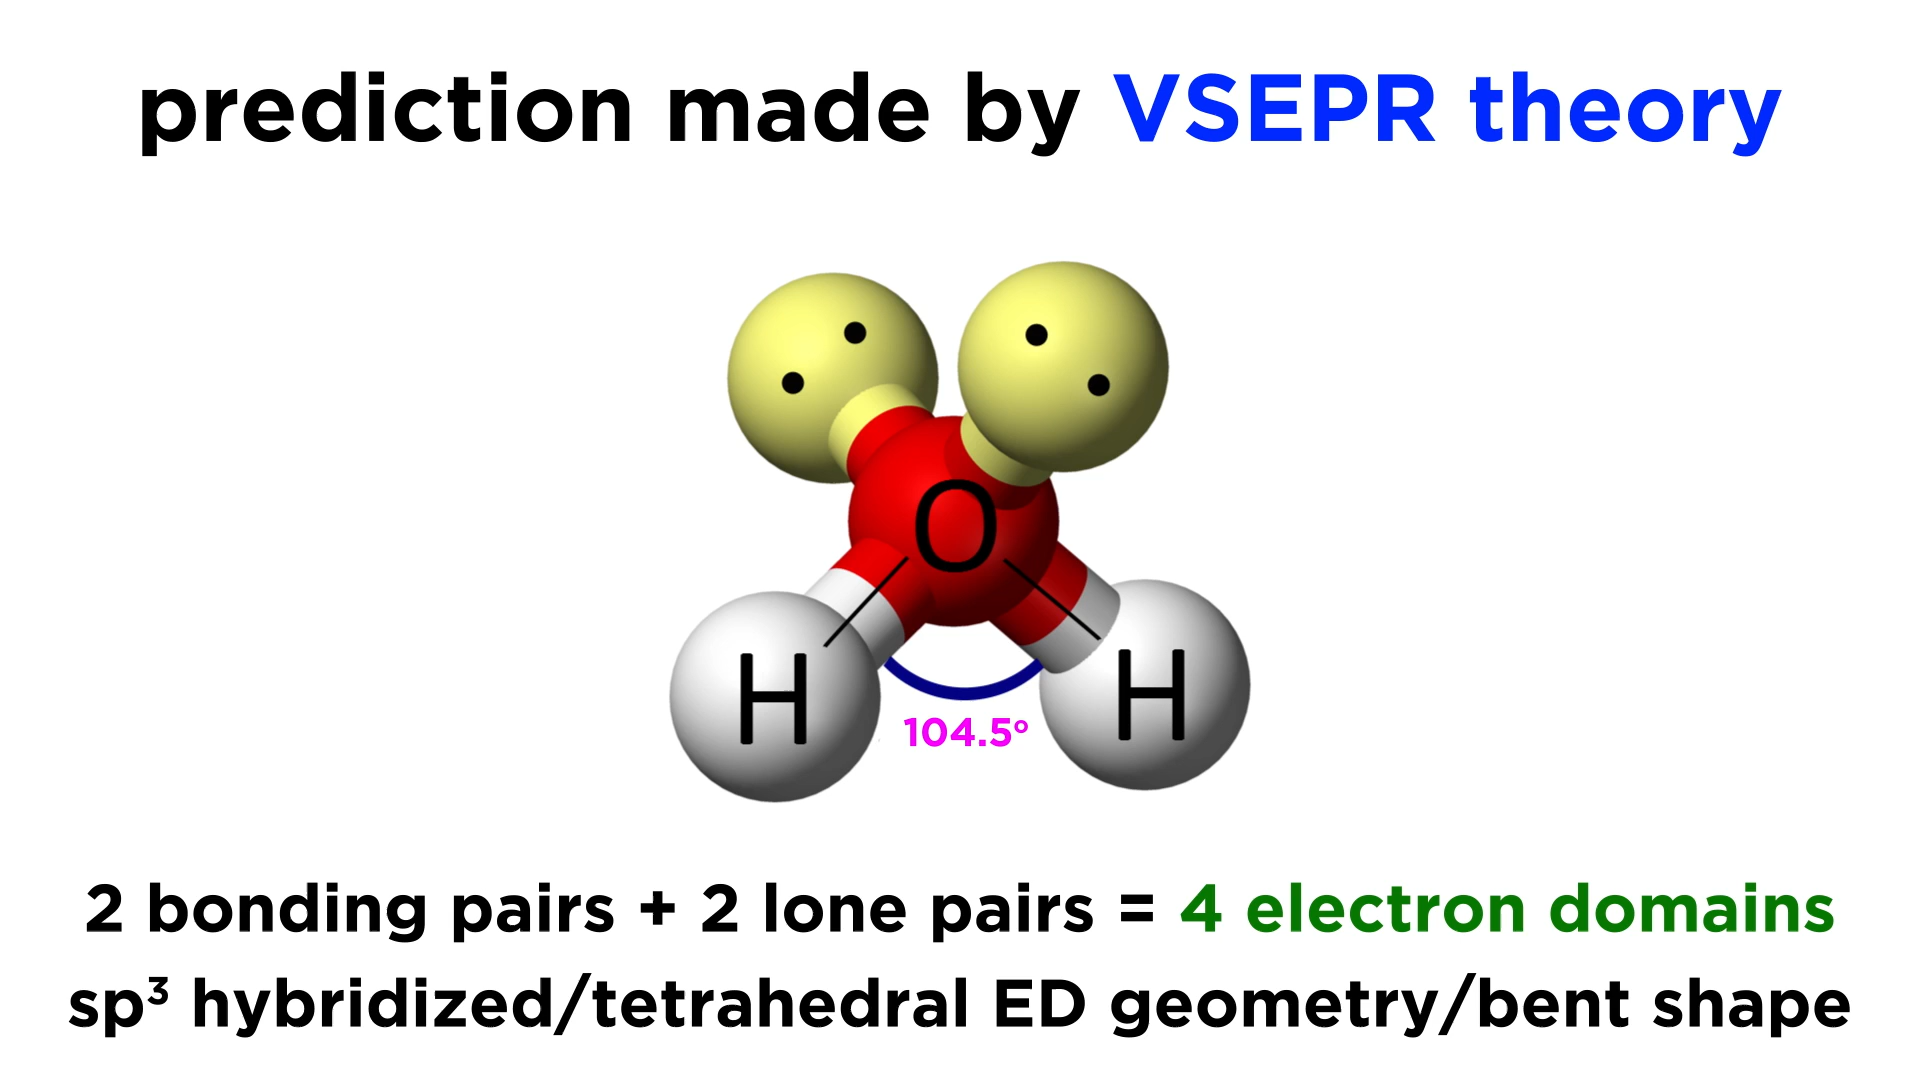 prediction made by VSEPR theory
O
H
H
104.5°
2 bonding pairs + 2 lone pairs = 4 electron domains
sp³ hybridized/tetrahedral ED geometry/bent shape